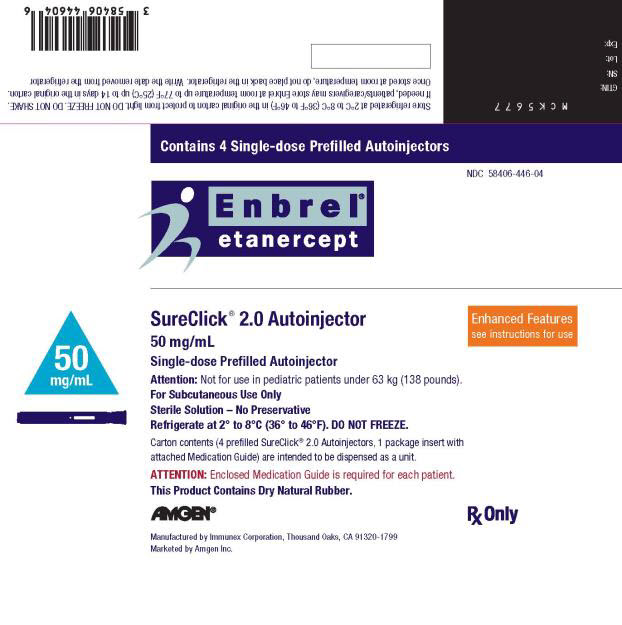 3 58406 44604 6
Store refrigerated at 2°C to 8°C (36°F to 46°F) in the original carton to protect from light. DO NOT FREEZE. DO NOT SHAKE.
If needed, patients/caregivers may store Enbrel at room temperature up to 77°F (25°C) up to 14 days in the original carton.
Once stored at room temperature, do not place back in the refrigerator. Write the date removed from the refrigerator
GTIN:
SN:
Lot:
Exp:
MCK5677
Contains 4 Single-dose Prefilled Autoinjectors
NDC 58406-446-04
Enbrel®
etanercept
SureClick® 2.0 Autoinjector
50 mg/mL
Single-dose Prefilled Autoinjector
Enhanced Features
see instructions for use
50
mg/mL
Attention: Not for use in pediatric patients under 63 kg (138 pounds).
For Subcutaneous Use Only
Sterile Solution – No Preservative
Refrigerate at 2° to 8°C (36° to 46°F). DO NOT FREEZE.
Carton contents (4 prefilled SureClick® 2.0 Autoinjectors, 1 package insert with
attached Medication Guide) are intended to be dispensed as a unit.
ATTENTION: Enclosed Medication Guide is required for each patient.
This Product Contains Dry Natural Rubber.
AMGEN®
Rx Only
Manufactured by Immunex Corporation, Thousand Oaks, CA 91320-1799
Marketed by Amgen Inc.